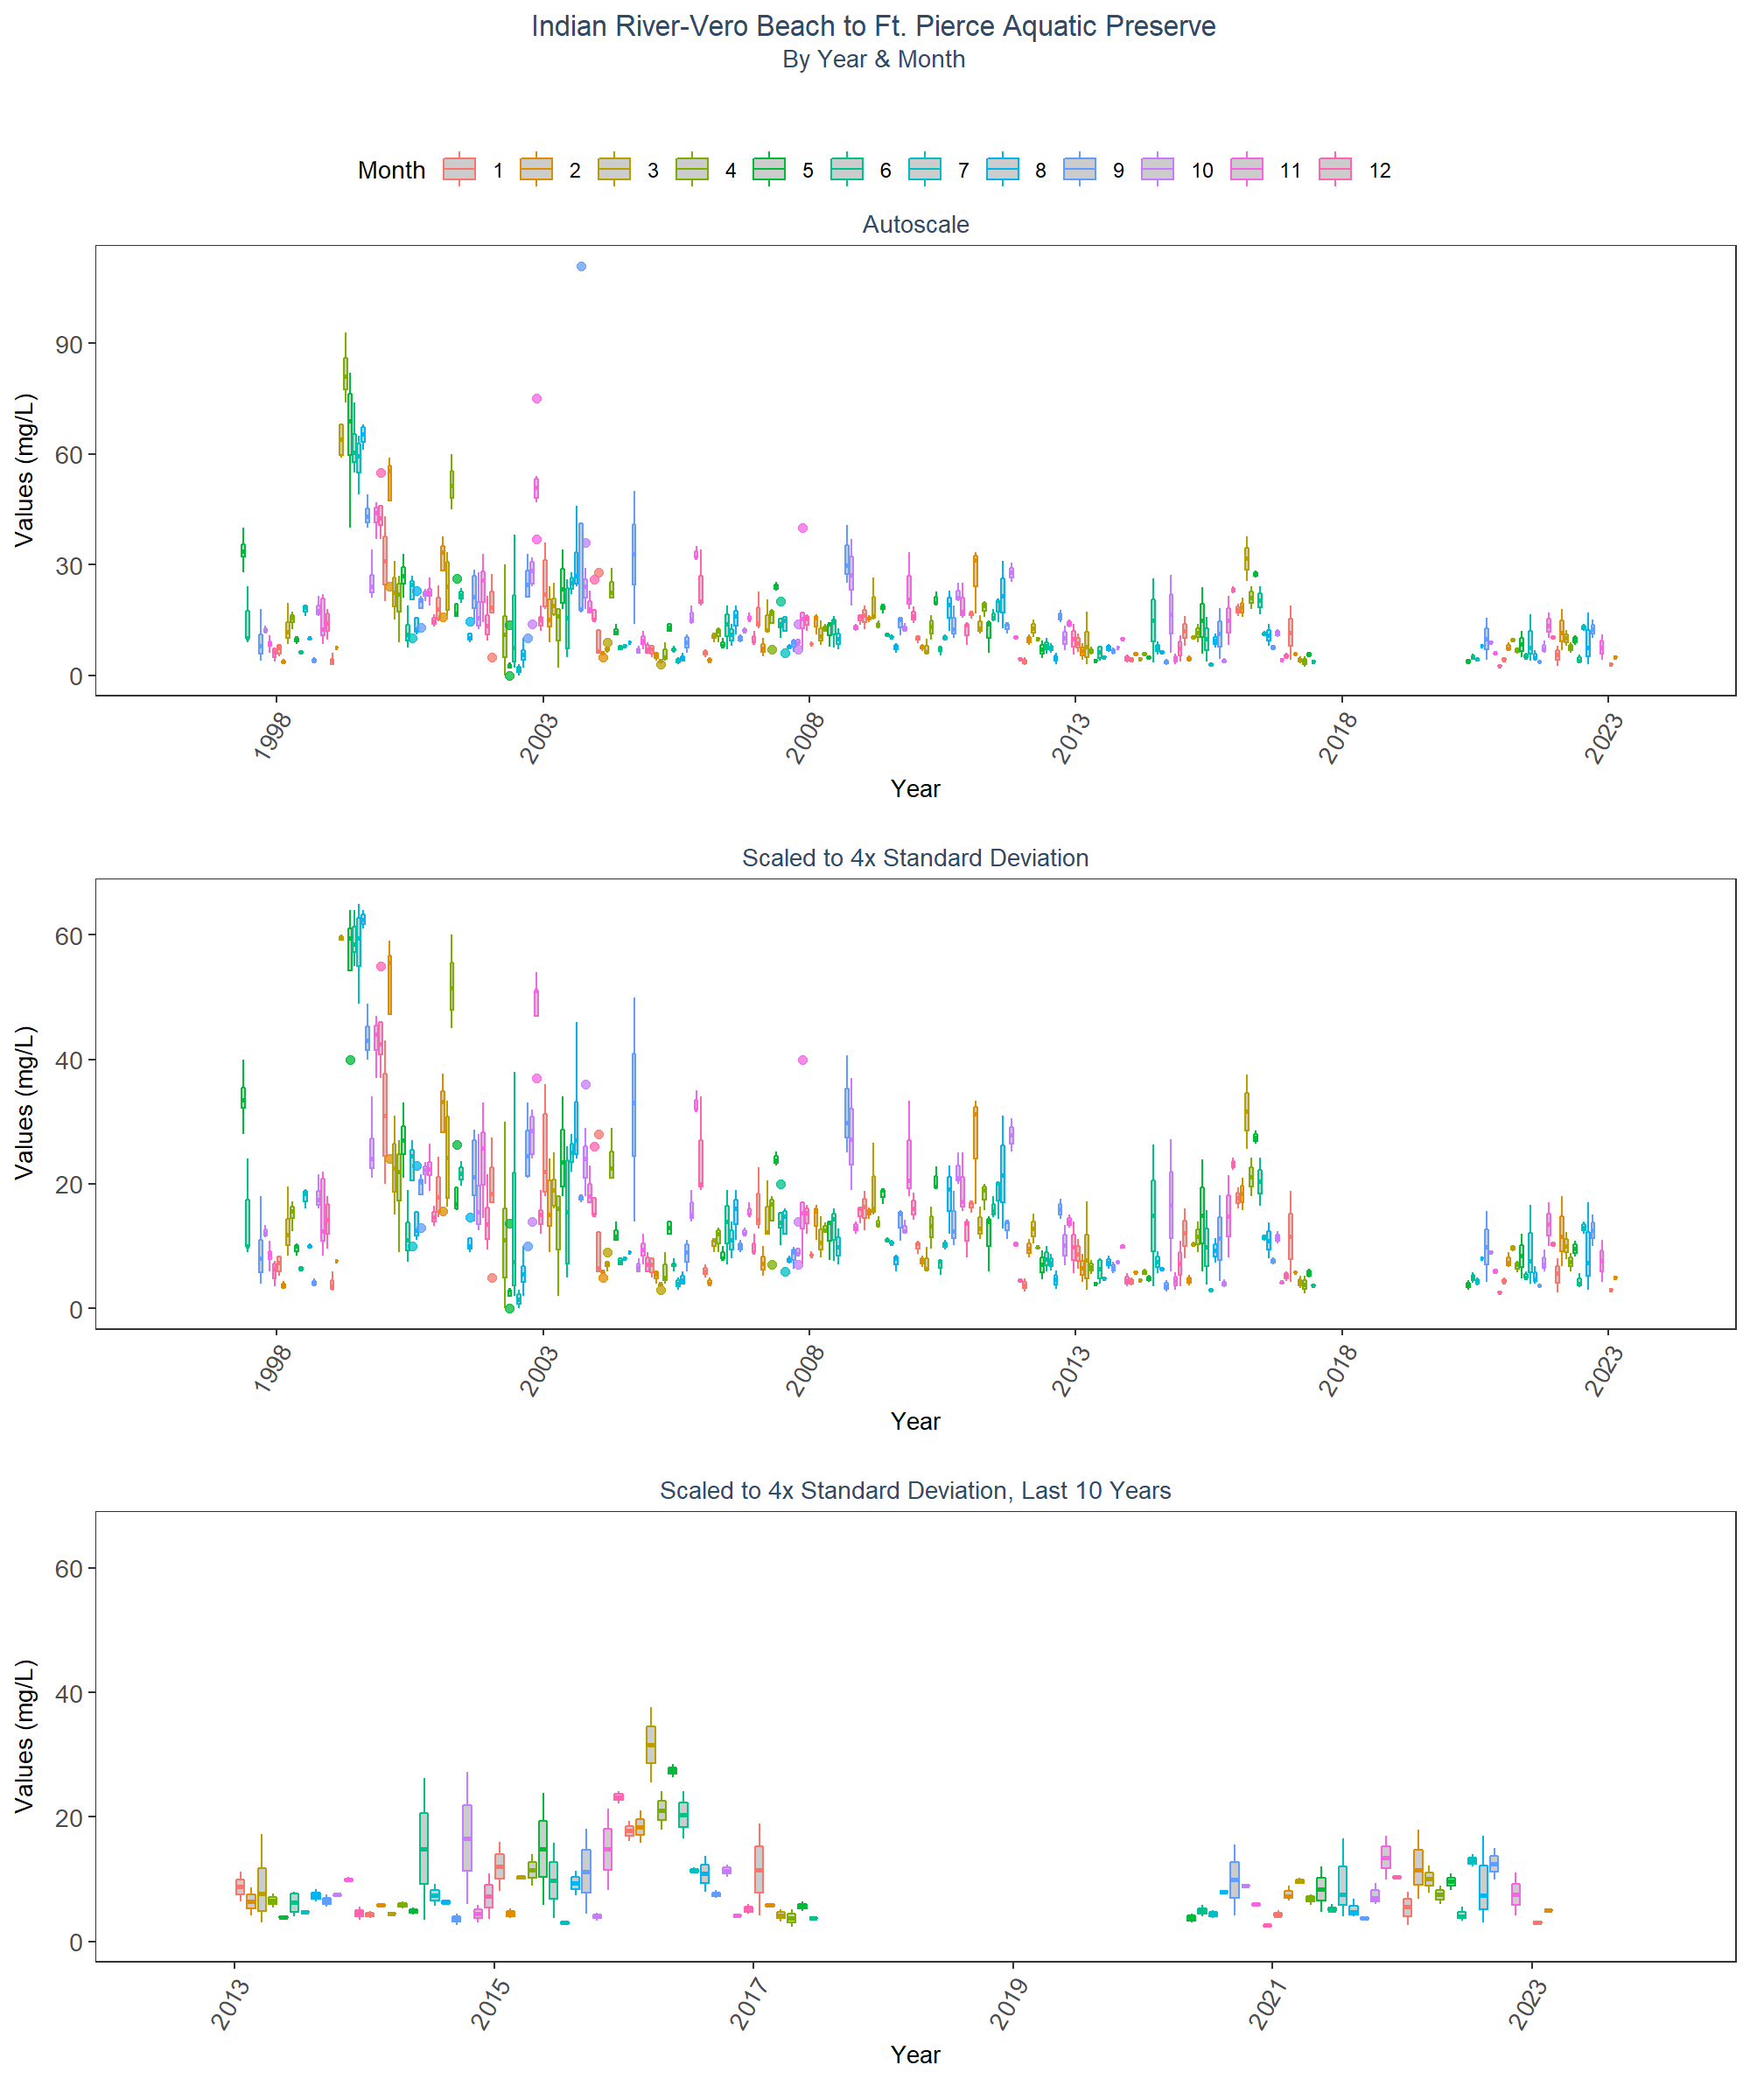 Indian River-Vero Beach to Ft. Pierce Aquatic Preserve
By Year & Month
Month 1 2 3 4 5 6 7 8 9 10 11 12
Autoscale
Values (mg/L)
90
60
30
0
1998 2003 2008 2013 2018 2023
Year
Scaled to 4x Standard Deviation
Values (mg/L)
60
40
20
0
1998 2003 2008 2013 2018 2023
Year
Scaled to 4x Standard Deviation, Last 10 Years
Values (mg/L)
60
40
20
0
2013 2015 2017 2019 2021 2023
Year